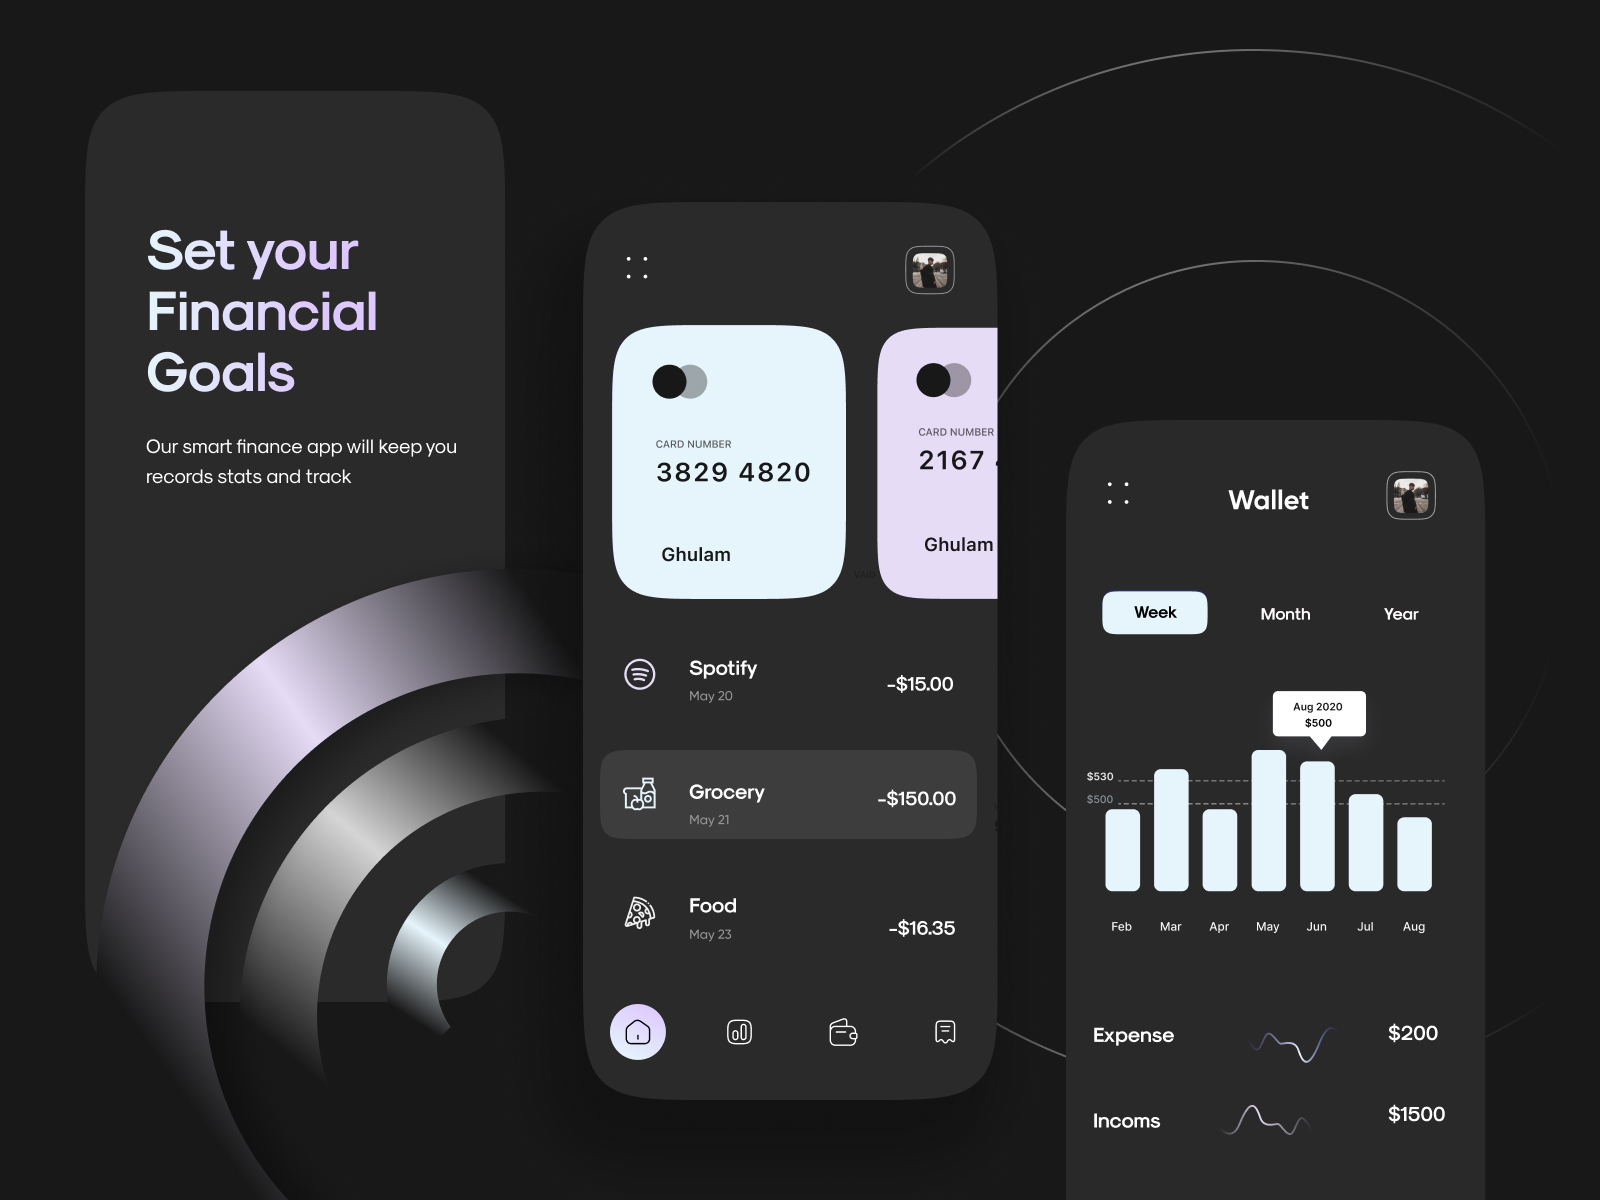 Set your
Financial
Goals
Our smart finance app will keep you
records stats and track
CARD NUMBER
3829 4820
Ghulam
CARD NUMBER
2167
Ghulam
Spotify
May 20
-$15.00
Grocery
May 21
-$150.00
Food
May 23
-$16.35
Wallet
Week
Month
Year
Aug 2020
$500
$530
$500
Feb
Mar
Apr
May
Jun
Jul
Aug
Expense
$200
Incoms
$1500